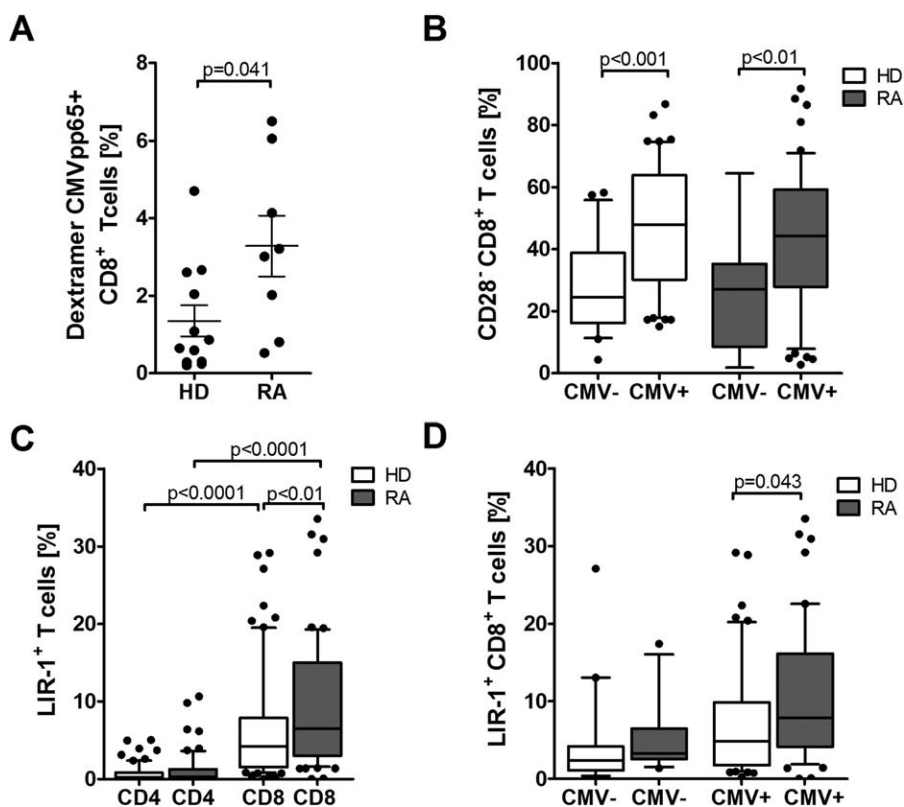 A
Dextramer CMVpp65+
CD8⁺ Tcells [%]
8
6
4
2
0
p=0.041
HD RA
B
CD28⁻ CD8⁺ T cells [%]
100
80
60
40
20
0
p<0.001
p<0.01
HD
RA
CMV- CMV+ CMV- CMV+
C
LIR-1⁺ T cells [%]
40
30
20
10
0
p<0.0001
p<0.0001
p<0.01
HD
RA
CD4 CD4 CD8 CD8
D
LIR-1⁺ CD8⁺ T cells [%]
40
30
20
10
0
p=0.043
HD
RA
CMV- CMV- CMV+ CMV+